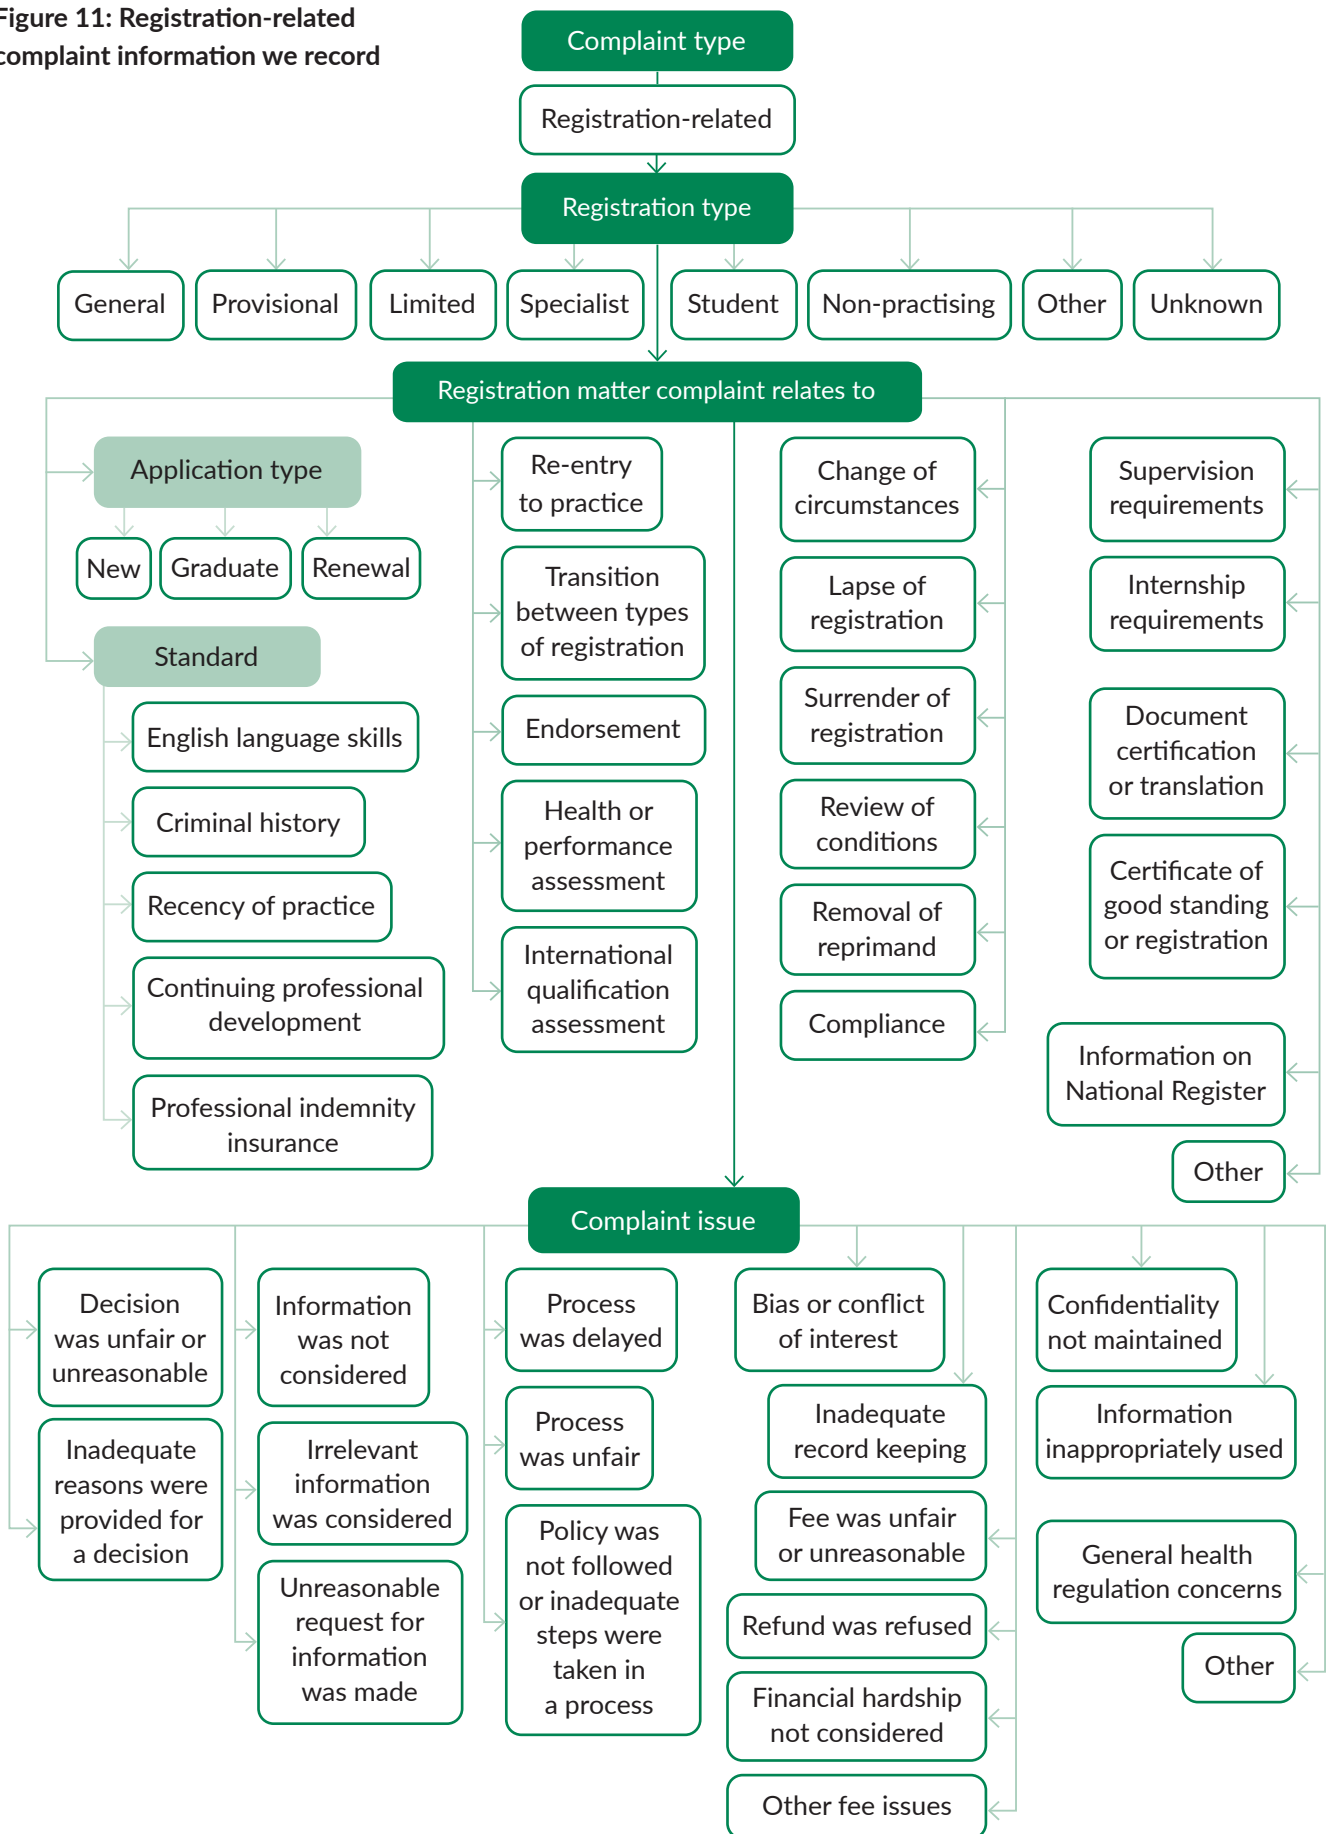 Figure 11: Registration-related
complaint information we record
Complaint type
Registration-related
Registration type
General
Provisional
Limited
Specialist
Student
Non-practising
Other
Unknown
Registration matter complaint relates to
Application type
New
Graduate
Renewal
Standard
English language skills
Criminal history
Recency of practice
Continuing professional
development
Professional indemnity
insurance
Re-entry
to practice
Transition
between types
of registration
Endorsement
Health or
performance
assessment
International
qualification
assessment
Change of
circumstances
Lapse of
registration
Surrender of
registration
Review of
conditions
Removal of
reprimand
Compliance
Supervision
requirements
Internship
requirements
Document
certification
or translation
Certificate of
good standing
or registration
Information on
National Register
Other
Complaint issue
Decision
was unfair or
unreasonable
Inadequate
reasons were
provided for
a decision
Information
was not
considered
Irrelevant
information
was considered
Unreasonable
request for
information
was made
Process
was delayed
Process
was unfair
Policy was
not followed
or inadequate
steps were
taken in
a process
Bias or conflict
of interest
Inadequate
record keeping
Fee was unfair
or unreasonable
Refund was refused
Financial hardship
not considered
Other fee issues
Confidentiality
not maintained
Information
inappropriately used
General health
regulation concerns
Other